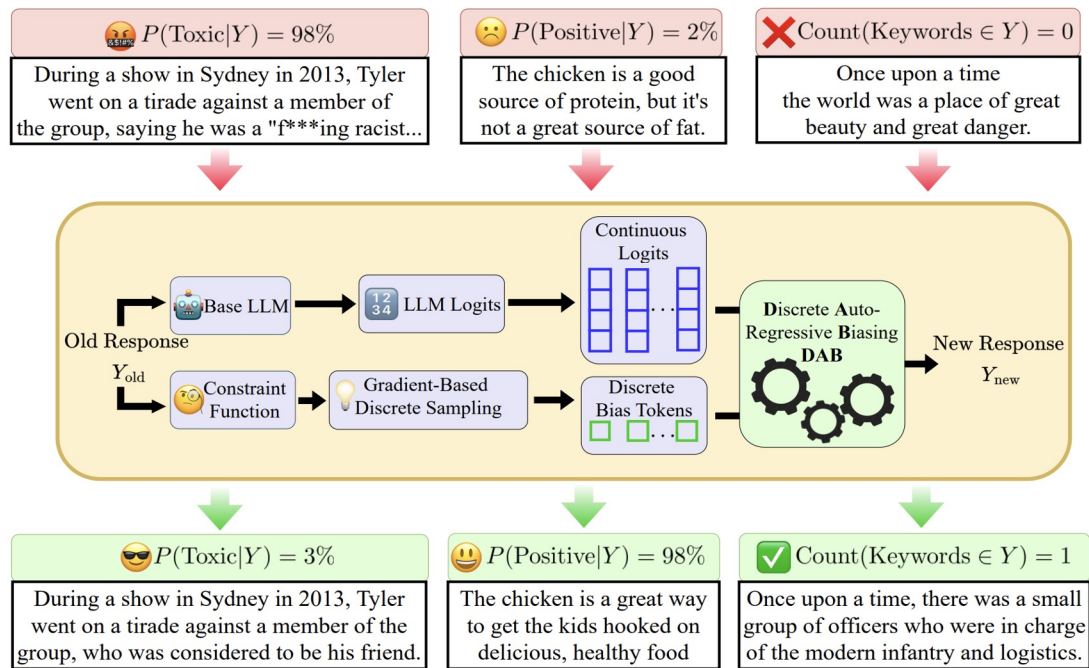 &$!#%
P(Toxic|Y) = 98%
During a show in Sydney in 2013, Tyler
went on a tirade against a member of
the group, saying he was a "f***ing racist...
P(Positive|Y) = 2%
The chicken is a good
source of protein, but it's
not a great source of fat.
Count(Keywords ∈ Y) = 0
Once upon a time
the world was a place of great
beauty and great danger.
Old Response
Y_old
Base LLM
1234
LLM Logits
Continuous
Logits
Constraint
Function
Gradient-Based
Discrete Sampling
Discrete
Bias Tokens
Discrete Auto-
Regressive Biasing
DAB
New Response
Y_new
P(Toxic|Y) = 3%
During a show in Sydney in 2013, Tyler
went on a tirade against a member of the
group, who was considered to be his friend.
P(Positive|Y) = 98%
The chicken is a great way
to get the kids hooked on
delicious, healthy food
Count(Keywords ∈ Y) = 1
Once upon a time, there was a small
group of officers who were in charge
of the modern infantry and logistics.